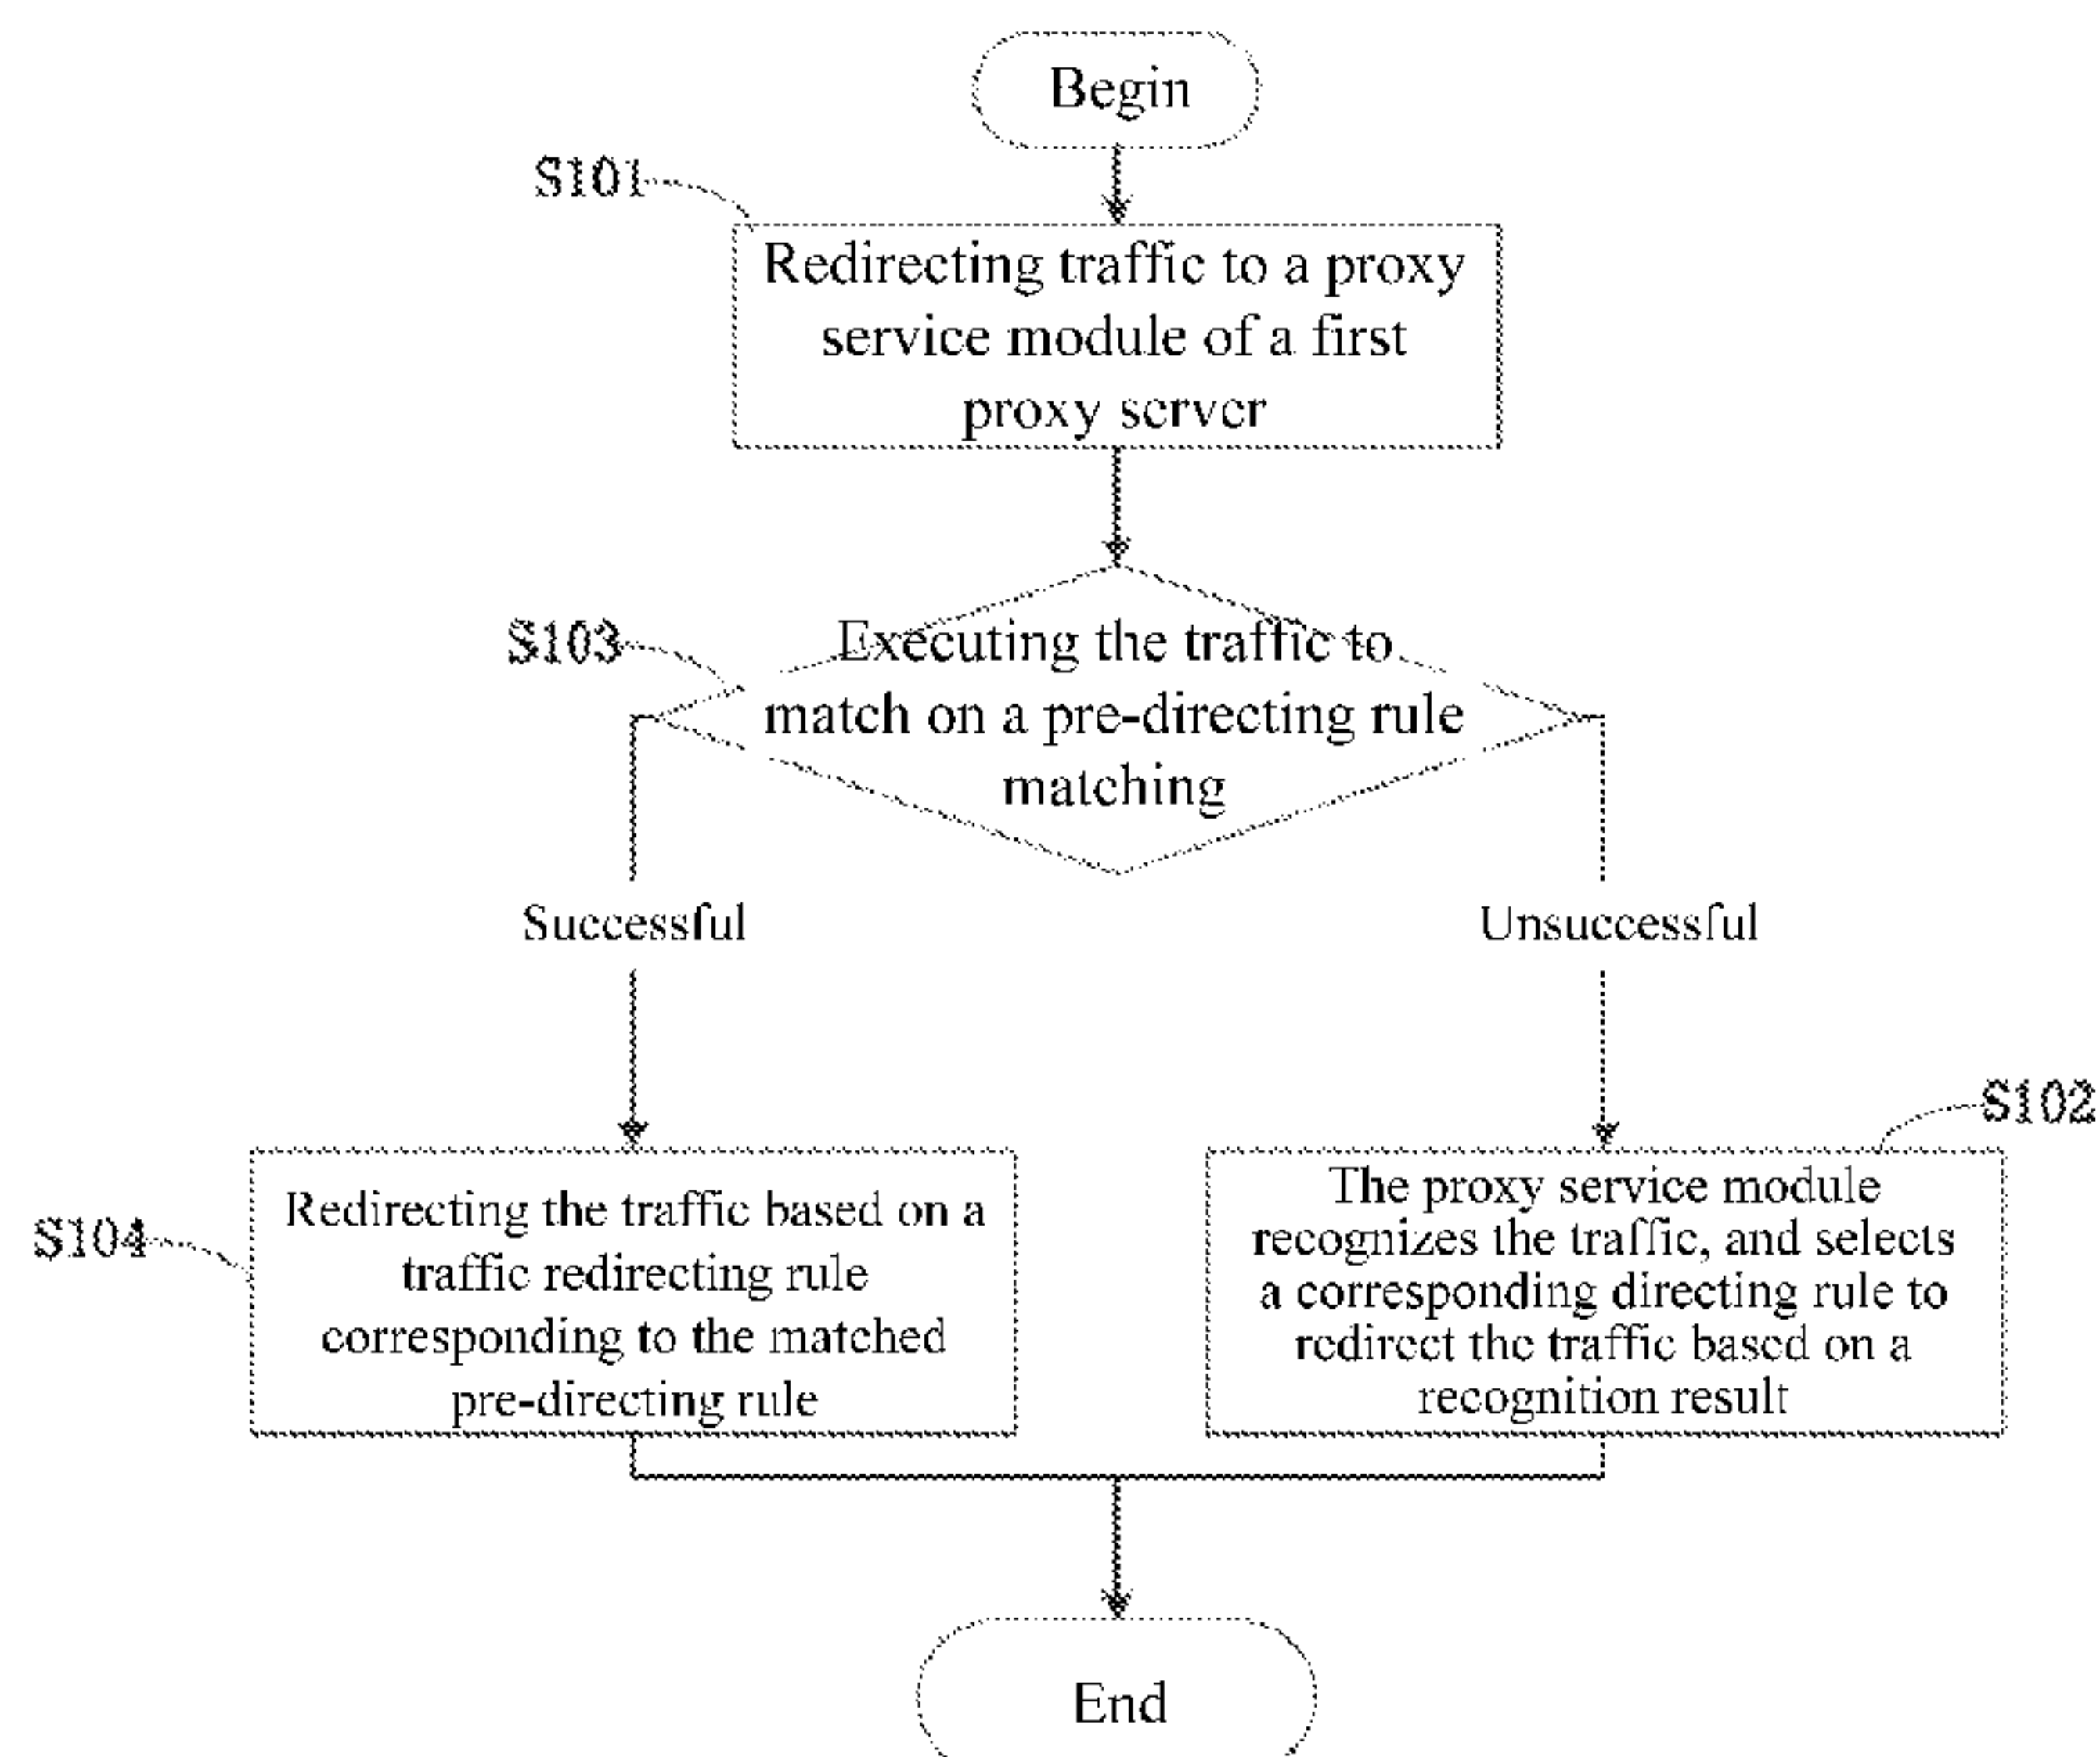 Begin
S101
Redirecting traffic to a proxy
service module of a first
proxy server
S103
Executing the traffic to
match on a pre-directing rule
matching
Successful
Unsuccessful
S102
S104
Redirecting the traffic based on a
traffic redirecting rule
corresponding to the matched
pre-directing rule
The proxy service module
recognizes the traffic, and selects
a corresponding directing rule to
redirect the traffic based on a
recognition result
End